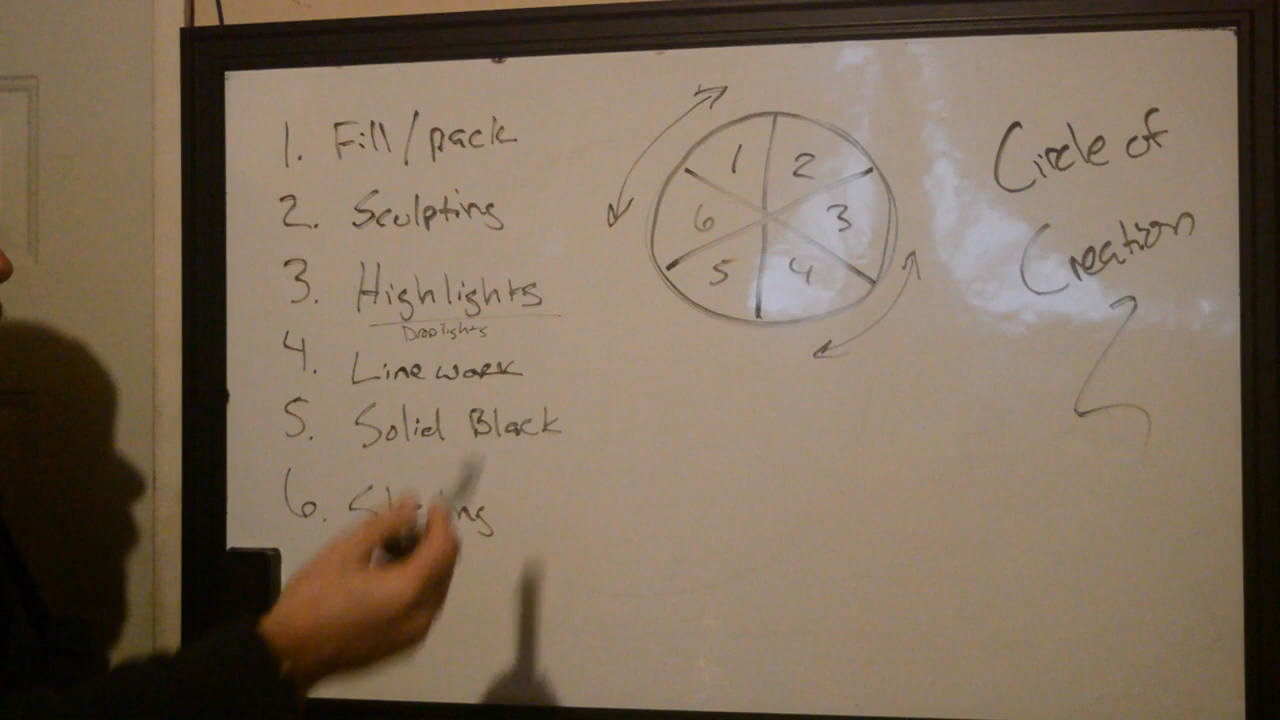 1. Fill/pack
2. Sculpting
3. Highlights
Droplights
4. Line work
5. Solid Black
6.
1
2
3
4
5
6
Circle of
Creation